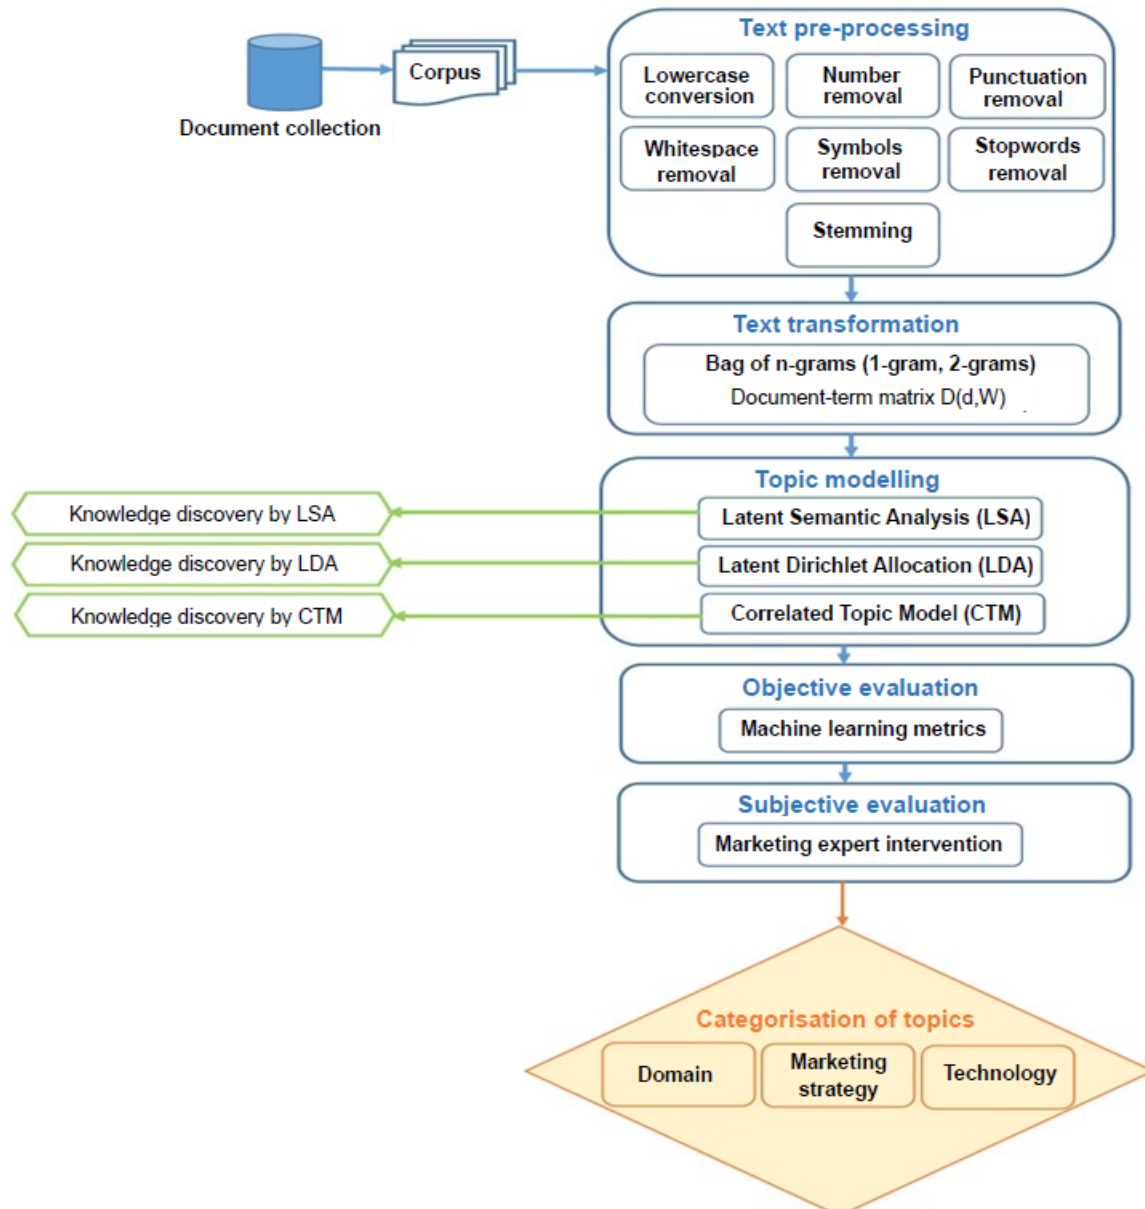 Text pre-processing
Lowercase
conversion
Number
removal
Punctuation
removal
Corpus
Document collection
Whitespace
removal
Symbols
removal
Stopwords
removal
Stemming
Text transformation
Bag of n-grams (1-gram, 2-grams)
Document-term matrix D(d,W)
Topic modelling
Latent Semantic Analysis (LSA)
Knowledge discovery by LSA
Latent Dirichlet Allocation (LDA)
Knowledge discovery by LDA
Correlated Topic Model (CTM)
Knowledge discovery by CTM
Objective evaluation
Machine learning metrics
Subjective evaluation
Marketing expert intervention
Categorisation of topics
Domain
Marketing
strategy
Technology